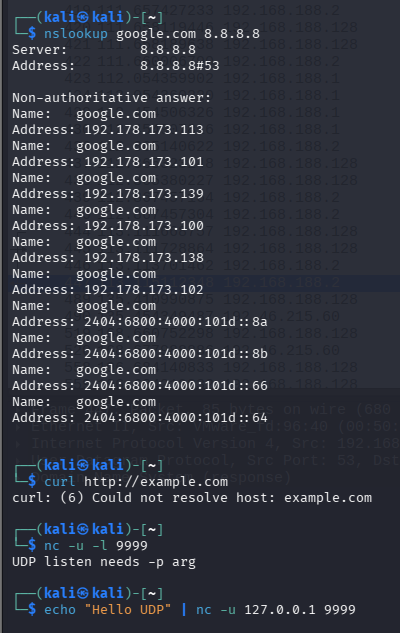 ┌──(kali㉿kali)-[~]
└─$ nslookup google.com 8.8.8.8
Server:         8.8.8.8
Address:        8.8.8.8#53

Non-authoritative answer:
Name:   google.com
Address: 192.178.173.113
Name:   google.com
Address: 192.178.173.101
Name:   google.com
Address: 192.178.173.139
Name:   google.com
Address: 192.178.173.100
Name:   google.com
Address: 192.178.173.138
Name:   google.com
Address: 192.178.173.102
Name:   google.com
Address: 2404:6800:4000:101d::8a
Name:   google.com
Address: 2404:6800:4000:101d::8b
Name:   google.com
Address: 2404:6800:4000:101d::66
Name:   google.com
Address: 2404:6800:4000:101d::64

┌──(kali㉿kali)-[~]
└─$ curl http://example.com
curl: (6) Could not resolve host: example.com

┌──(kali㉿kali)-[~]
└─$ nc -u -l 9999
UDP listen needs -p arg

┌──(kali㉿kali)-[~]
└─$ echo "Hello UDP" | nc -u 127.0.0.1 9999